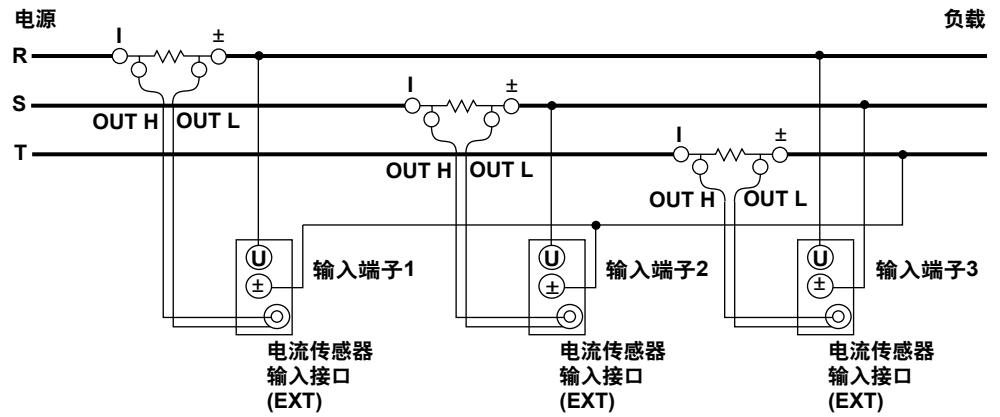 电源
负载
I
±
R
I
±
S
OUT H
OUT L
I
±
T
OUT H
OUT L
OUT H
OUT L
U
输入端子1
±
U
输入端子2
±
U
输入端子3
±
电流传感器
输入接口
(EXT)
电流传感器
输入接口
(EXT)
电流传感器
输入接口
(EXT)